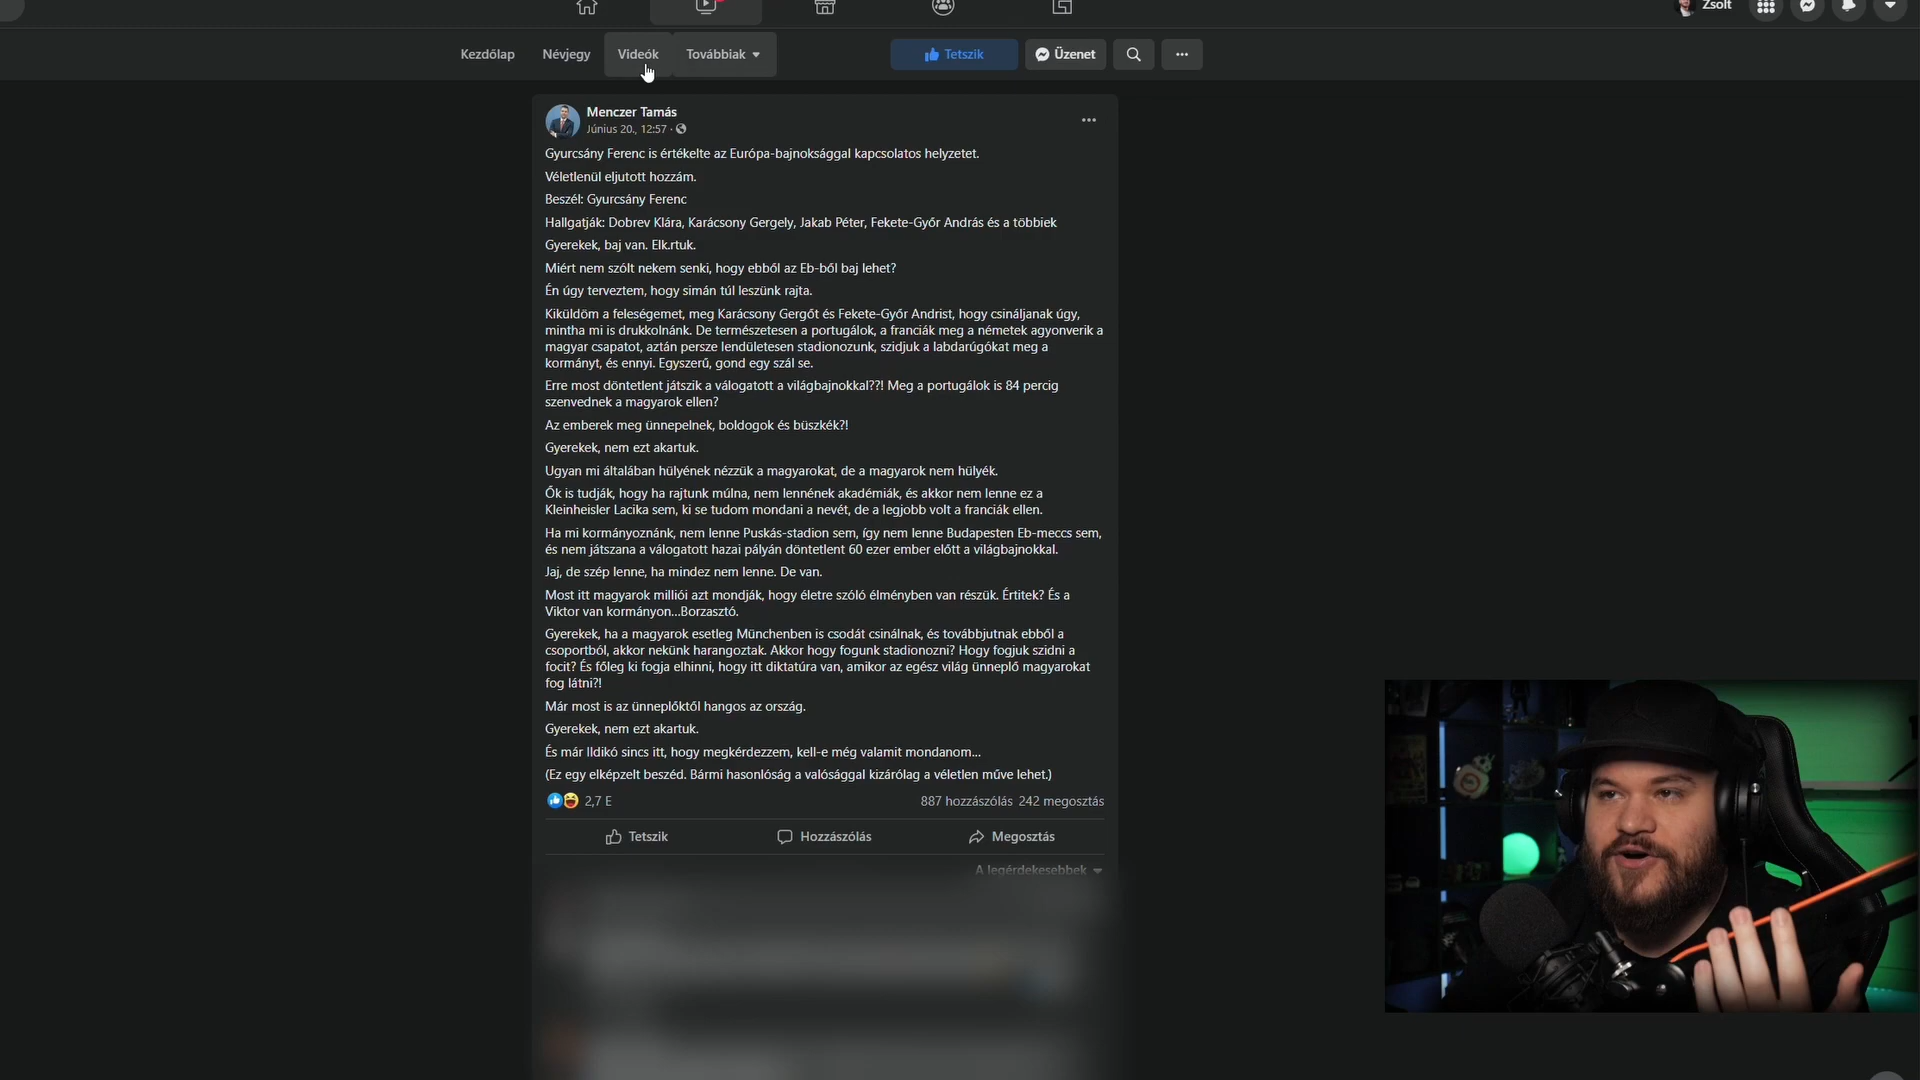 Zsolt
Kezdőlap
Névjegy
Videók
Továbbiak
Tetszik
Üzenet
Menczer Tamás
Június 20., 12:57 ·
Gyurcsány Ferenc is értékelte az Európa-bajnoksággal kapcsolatos helyzetet.
Véletlenül eljutott hozzám.
Beszél: Gyurcsány Ferenc
Hallgatják: Dobrev Klára, Karácsony Gergely, Jakab Péter, Fekete-Győr András és a többiek
Gyerekek, baj van. Elk.rtuk.
Miért nem szólt nekem senki, hogy ebből az Eb-ből baj lehet?
Én úgy terveztem, hogy simán túl leszünk rajta.
Kiküldöm a feleségemet, meg Karácsony Gergőt és Fekete-Győr Andrist, hogy csináljanak úgy,
mintha mi is drukkolnánk. De természetesen a portugálok, a franciák meg a németek agyonverik a
magyar csapatot, aztán persze lendületesen stadionozunk, szidjuk a labdarúgókat meg a
kormányt, és ennyi. Egyszerű, gond egy szál se.
Erre most döntetlent játszik a válogatott a világbajnokkal??! Meg a portugálok is 84 percig
szenvednek a magyarok ellen?
Az emberek meg ünnepelnek, boldogok és büszkék?!
Gyerekek, nem ezt akartuk.
Ugyan mi általában hülyének nézzük a magyarokat, de a magyarok nem hülyék.
Ők is tudják, hogy ha rajtunk múlna, nem lennének akadémiák, és akkor nem lenne ez a
Kleinheisler Lacika sem, ki se tudom mondani a nevét, de a legjobb volt a franciák ellen.
Ha mi kormányoznánk, nem lenne Puskás-stadion sem, így nem lenne Budapesten Eb-meccs sem,
és nem játszana a válogatott hazai pályán döntetlent 60 ezer ember előtt a világbajnokkal.
Jaj, de szép lenne, ha mindez nem lenne. De van.
Most itt magyarok milliói azt mondják, hogy életre szóló élményben van részük. Értitek? És a
Viktor van kormányon...Borzasztó.
Gyerekek, ha a magyarok esetleg Münchenben is csodát csinálnak, és továbbjutnak ebből a
csoportból, akkor nekünk harangoztak. Akkor hogy fogunk stadionozni? Hogy fogjuk szidni a
focit? És főleg ki fogja elhinni, hogy itt diktatúra van, amikor az egész világ ünneplő magyarokat
fog látni?!
Már most is az ünneplőktől hangos az ország.
Gyerekek, nem ezt akartuk.
És már Ildikó sincs itt, hogy megkérdezzem, kell-e még valamit mondanom...
(Ez egy elképzelt beszéd. Bármi hasonlóság a valósággal kizárólag a véletlen műve lehet.)
2,7 E
887 hozzászólás 242 megosztás
Tetszik
Hozzászólás
Megosztás
A legérdekesebbek